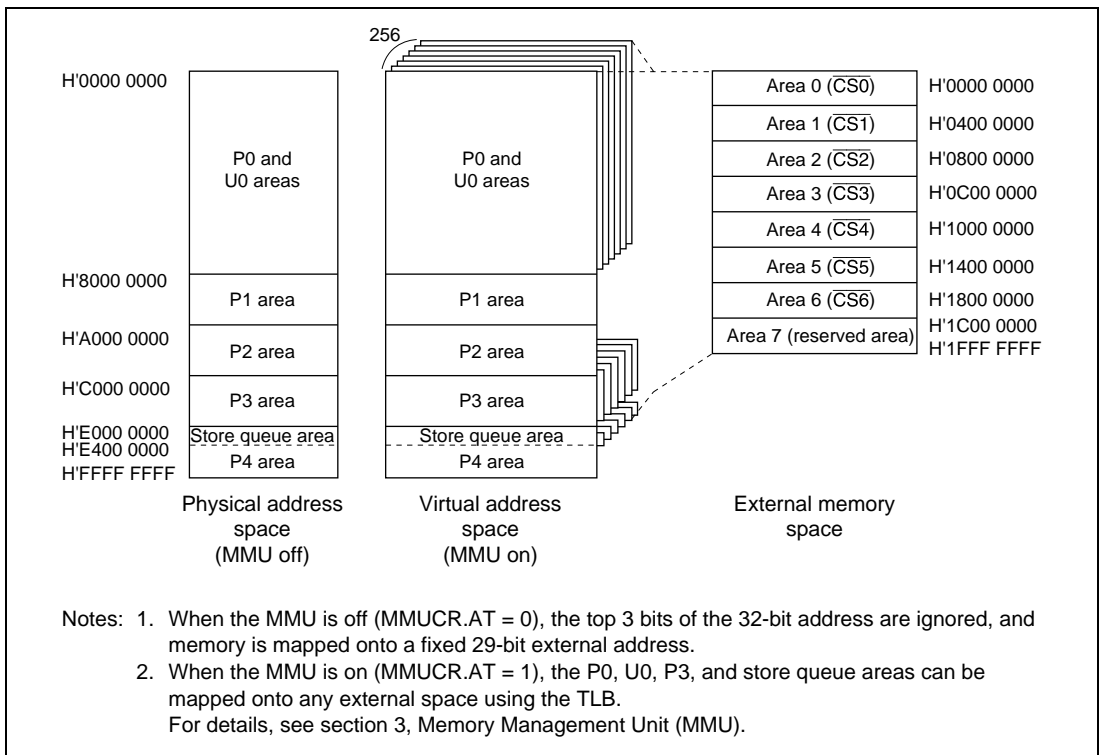 256
H'0000 0000
P0 and
U0 areas
H'8000 0000
P1 area
H'A000 0000
P2 area
H'C000 0000
P3 area
H'E000 0000
Store queue area
H'E400 0000
P4 area
H'FFFF FFFF
Physical address
space
(MMU off)
P0 and
U0 areas
P1 area
P2 area
P3 area
Store queue area
P4 area
Virtual address
space
(MMU on)
Area 0 (C̅S̅0̅) H'0000 0000
Area 1 (C̅S̅1̅) H'0400 0000
Area 2 (C̅S̅2̅) H'0800 0000
Area 3 (C̅S̅3̅) H'0C00 0000
Area 4 (C̅S̅4̅) H'1000 0000
Area 5 (C̅S̅5̅) H'1400 0000
Area 6 (C̅S̅6̅) H'1800 0000
Area 7 (reserved area) H'1C00 0000
H'1FFF FFFF
External memory
space
Notes: 1. When the MMU is off (MMUCR.AT = 0), the top 3 bits of the 32-bit address are ignored, and
memory is mapped onto a fixed 29-bit external address.
2. When the MMU is on (MMUCR.AT = 1), the P0, U0, P3, and store queue areas can be
mapped onto any external space using the TLB.
For details, see section 3, Memory Management Unit (MMU).